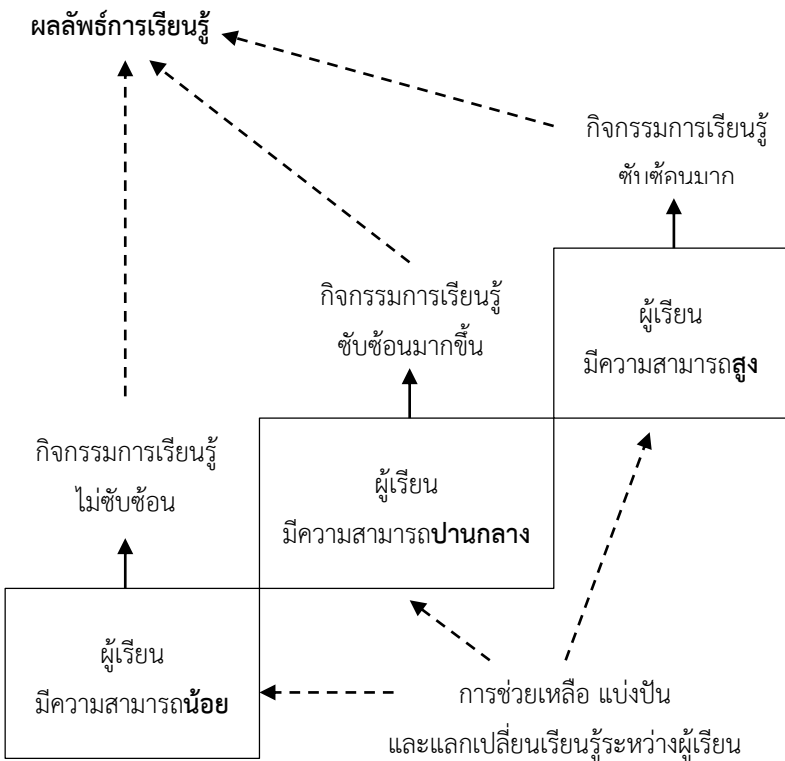 ผลลัพธ์การเรียนรู้
กิจกรรมการเรียนรู้
ซับซ้อนมาก
กิจกรรมการเรียนรู้
ซับซ้อนมากขึ้น
ผู้เรียน
มีความสามารถสูง
กิจกรรมการเรียนรู้
ไม่ซับซ้อน
ผู้เรียน
มีความสามารถปานกลาง
ผู้เรียน
มีความสามารถน้อย
การช่วยเหลือ แบ่งปัน
และแลกเปลี่ยนเรียนรู้ระหว่างผู้เรียน